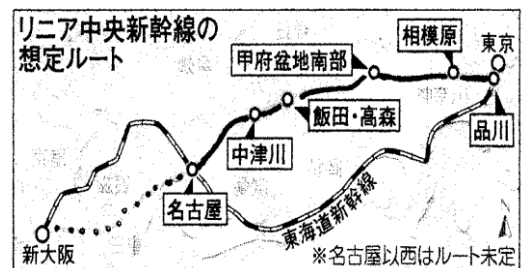 リニア中央新幹線の
想定ルート
甲府盆地南部
相模原
東京
飯田・高森
品川
中津川
名古屋
東海道新幹線
新大阪
※名古屋以西はルート未定